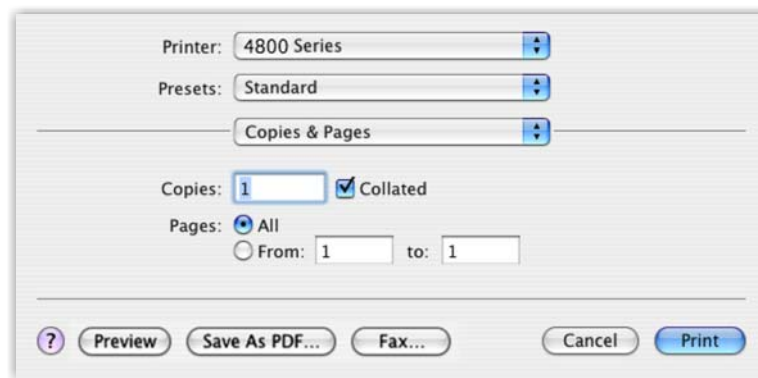 Printer: 4800 Series
Presets: Standard
Copies & Pages
Copies: 1 Collated
Pages: All
From: 1 to: 1
? Preview Save As PDF... Fax... Cancel Print